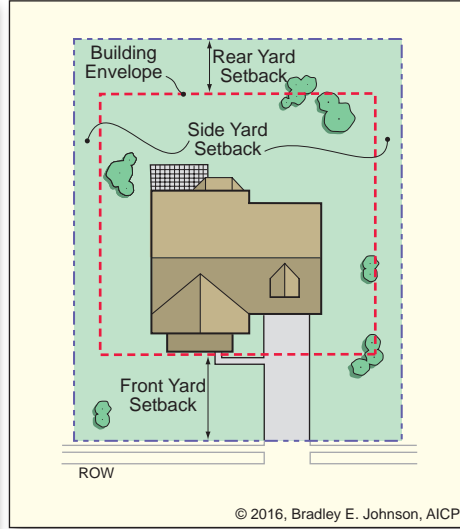 Building
Envelope
Rear Yard
Setback
Side Yard
Setback
Front Yard
Setback
ROW
© 2016, Bradley E. Johnson, AICP